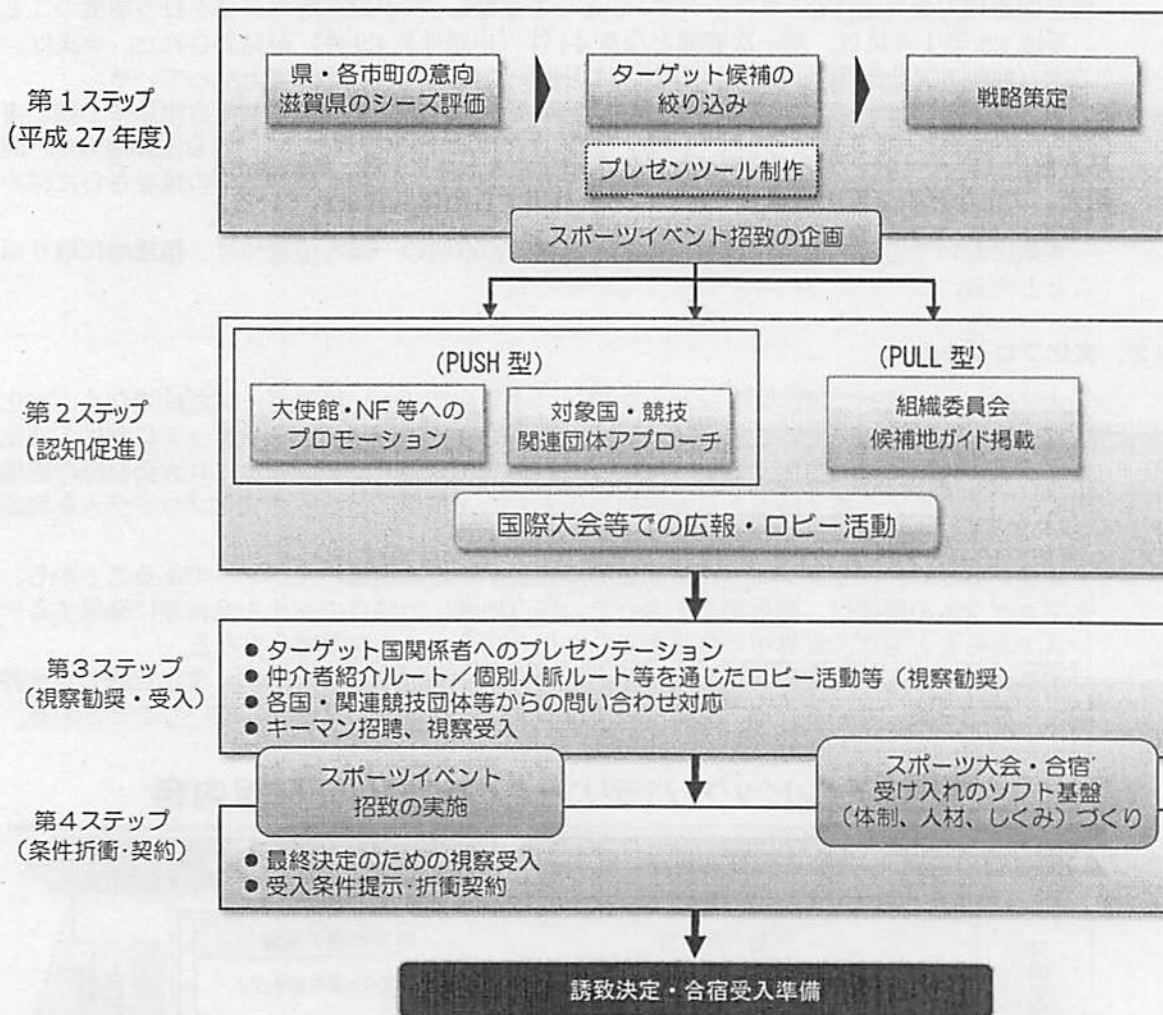 第1ステップ
(平成 27 年度)
県・各市町の意向
滋賀県のシーズ評価
ターゲット候補の
絞り込み
戦略策定
プレゼンツール制作
スポーツイベント招致の企画
第2ステップ
(認知促進)
(PUSH 型)
大使館・NF 等への
プロモーション
対象国・競技
関連団体アプローチ
(PULL 型)
組織委員会
候補地ガイド掲載
国際大会等での広報・ロビー活動
第3ステップ
(視察勧奨・受入)
● ターゲット国関係者へのプレゼンテーション
● 仲介者紹介ルート／個別人脈ルート等を通じたロビー活動等（視察勧奨）
● 各国・関連競技団体等からの問い合わせ対応
● キーマン招聘、視察受入
スポーツイベント
招致の実施
スポーツ大会・合宿
受け入れのソフト基盤
(体制、人材、しくみ) づくり
第4ステップ
(条件折衝・契約)
● 最終決定のための視察受入
● 受入条件提示・折衝契約
誘致決定・合宿受入準備